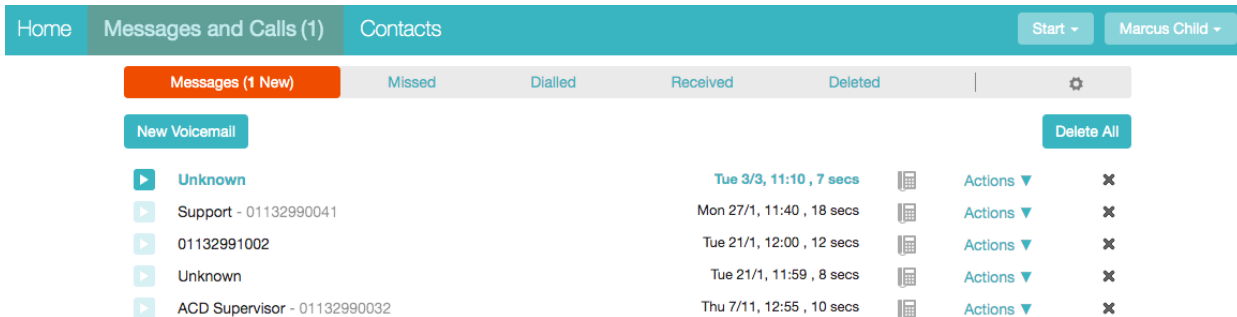 Home Messages and Calls (1) Contacts Start Marcus Child
Messages (1 New) Missed Dialled Received Deleted
New Voicemail Delete All
Unknown Tue 3/3, 11:10 , 7 secs Actions ▼
Support - 01132990041 Mon 27/1, 11:40 , 18 secs Actions ▼
01132991002 Tue 21/1, 12:00 , 12 secs Actions ▼
Unknown Tue 21/1, 11:59 , 8 secs Actions ▼
ACD Supervisor - 01132990032 Thu 7/11, 12:55 , 10 secs Actions ▼